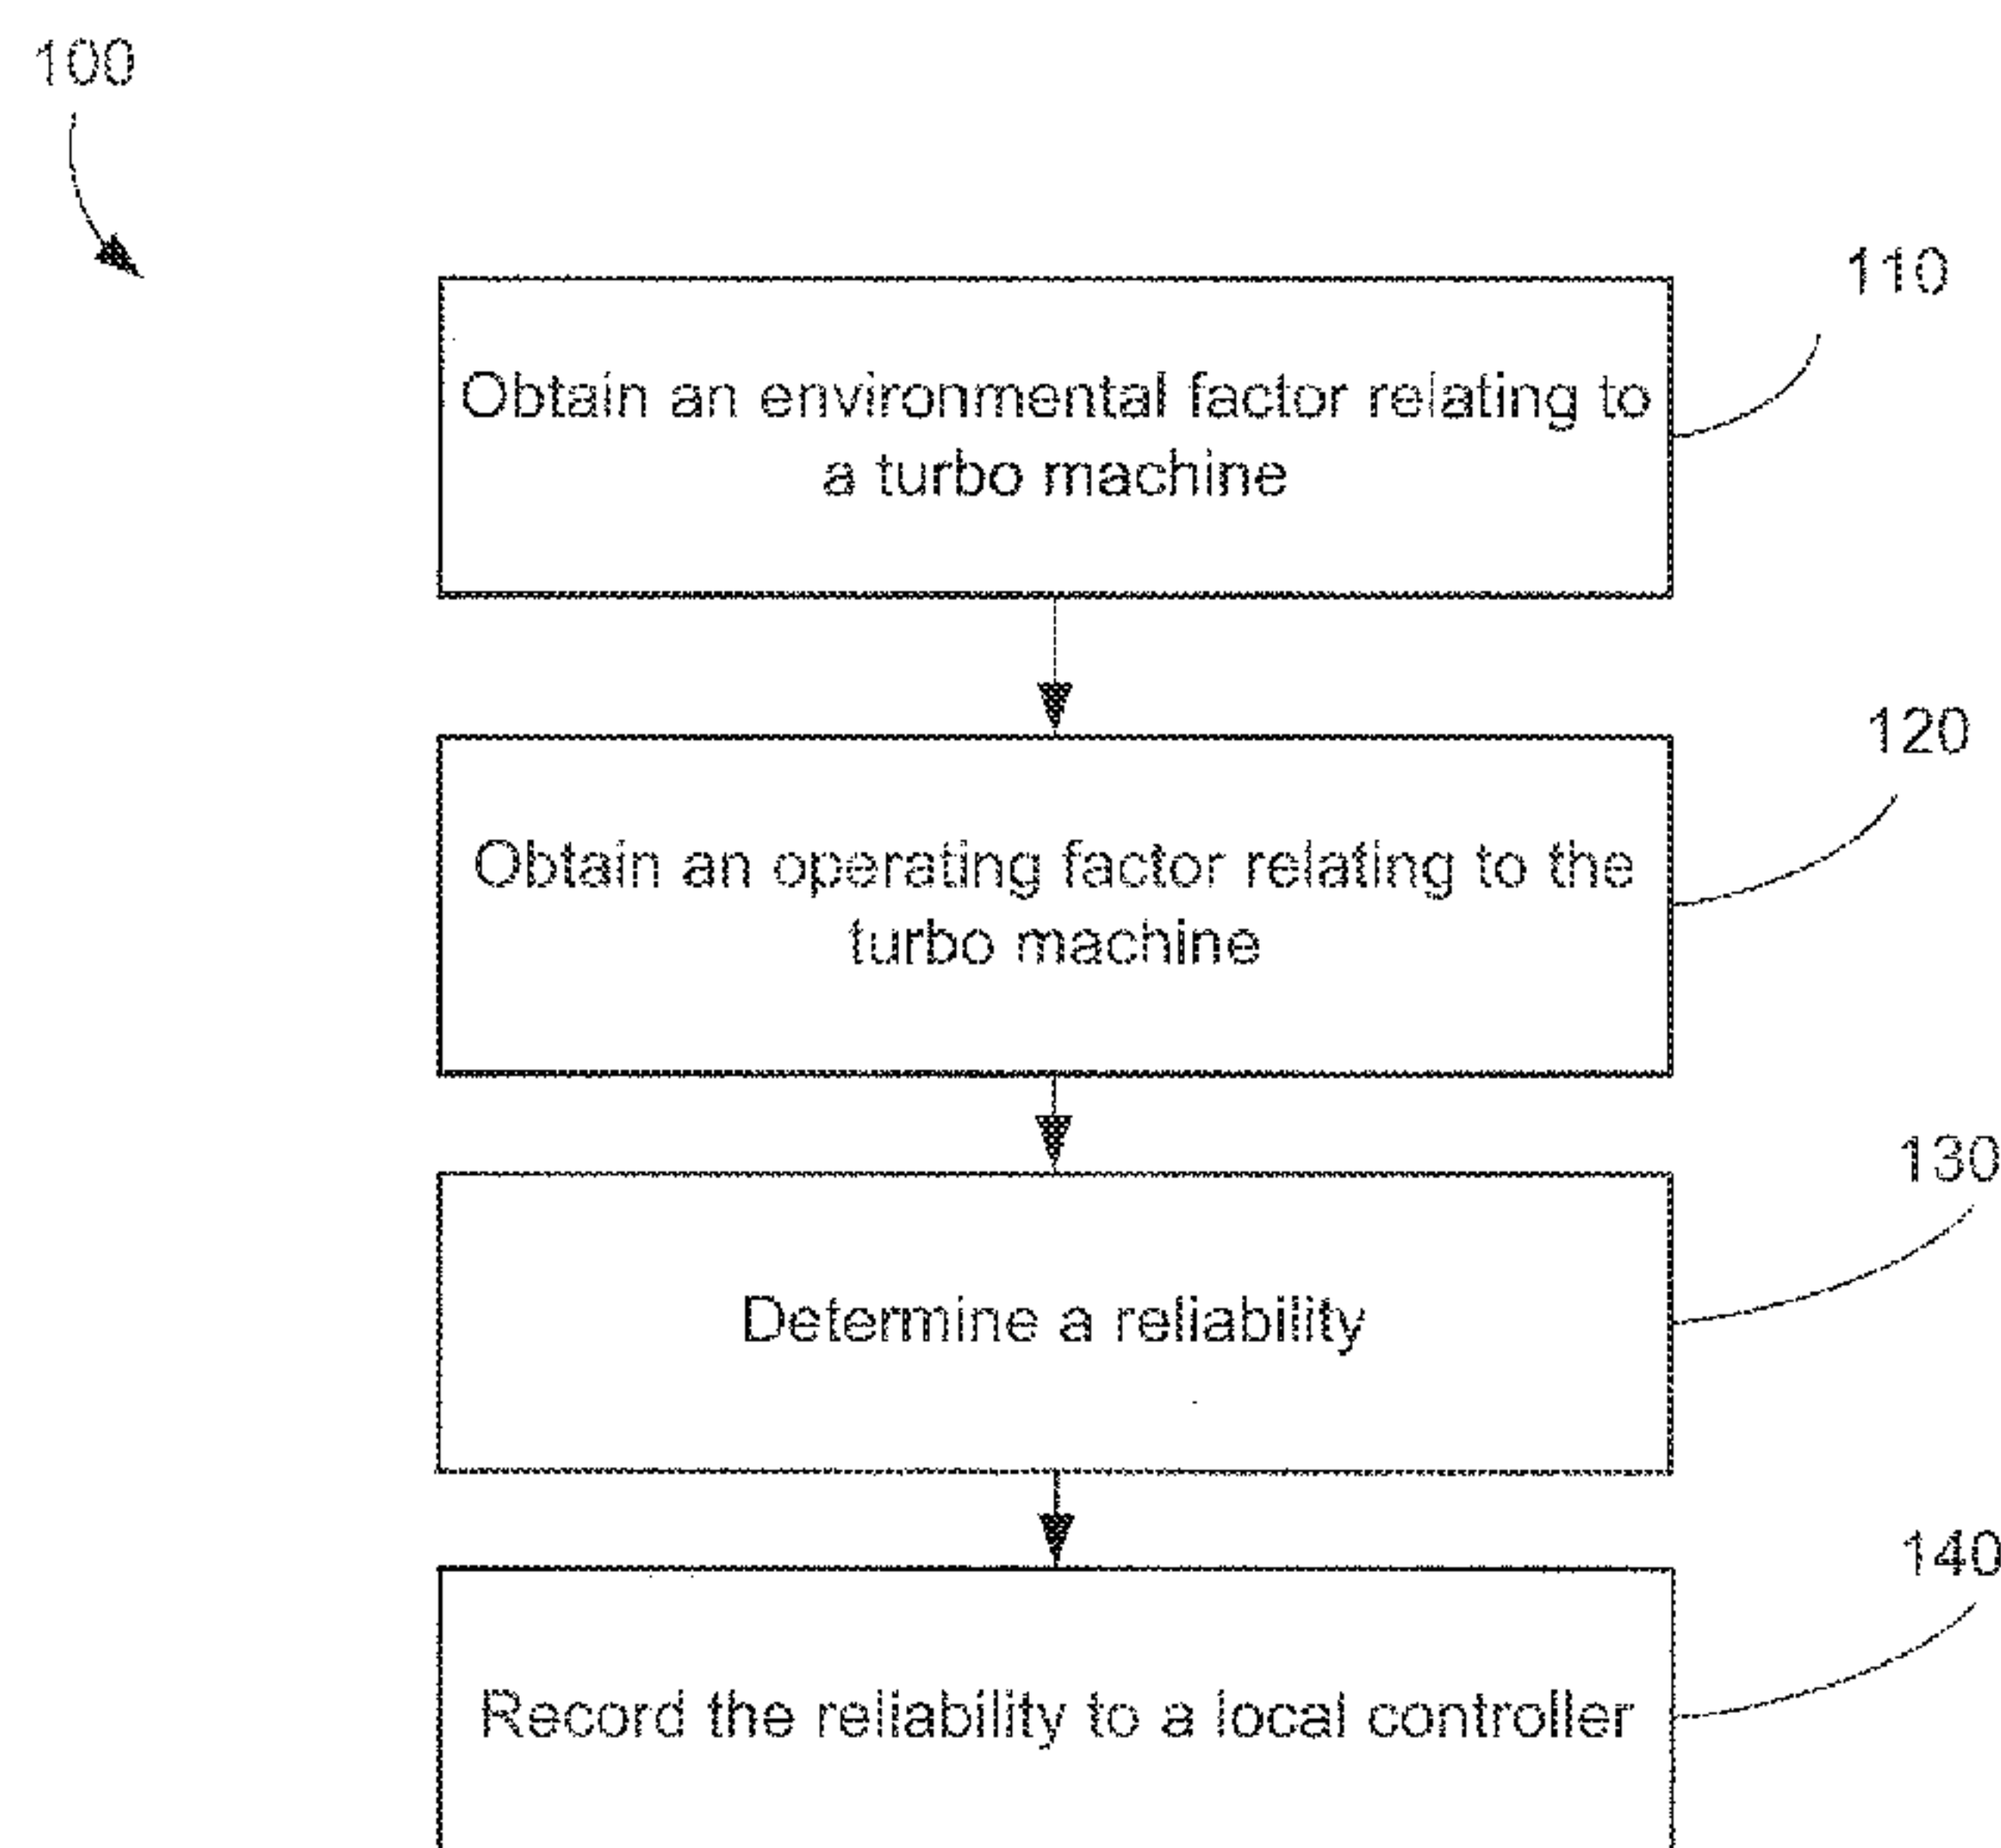 100
110
Obtain an environmental factor relating to
a turbo machine
120
Obtain an operating factor relating to the
turbo machine
130
Determine a reliability
140
Record the reliability to a local controller